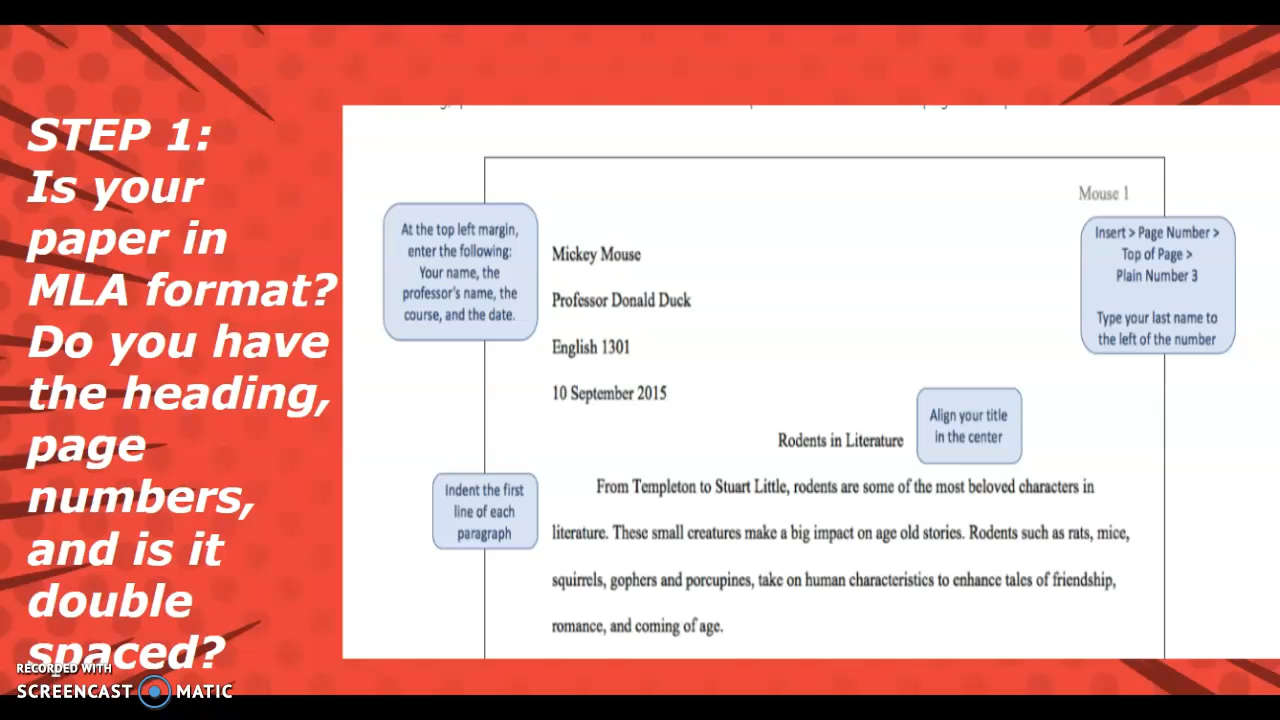 STEP 1:
Is your
paper in
MLA format?
Do you have
the heading,
page
numbers,
and is it
double
spaced?
Mouse 1
At the top left margin,
enter the following:
Your name, the
professor's name, the
course, and the date.
Insert > Page Number >
Top of Page >
Plain Number 3
Type your last name to
the left of the number
Mickey Mouse
Professor Donald Duck
English 1301
10 September 2015
Align your title
in the center
Rodents in Literature
Indent the first
line of each
paragraph
From Templeton to Stuart Little, rodents are some of the most beloved characters in
literature. These small creatures make a big impact on age old stories. Rodents such as rats, mice,
squirrels, gophers and porcupines, take on human characteristics to enhance tales of friendship,
romance, and coming of age.
RECORDED WITH
SCREENCAST MATIC